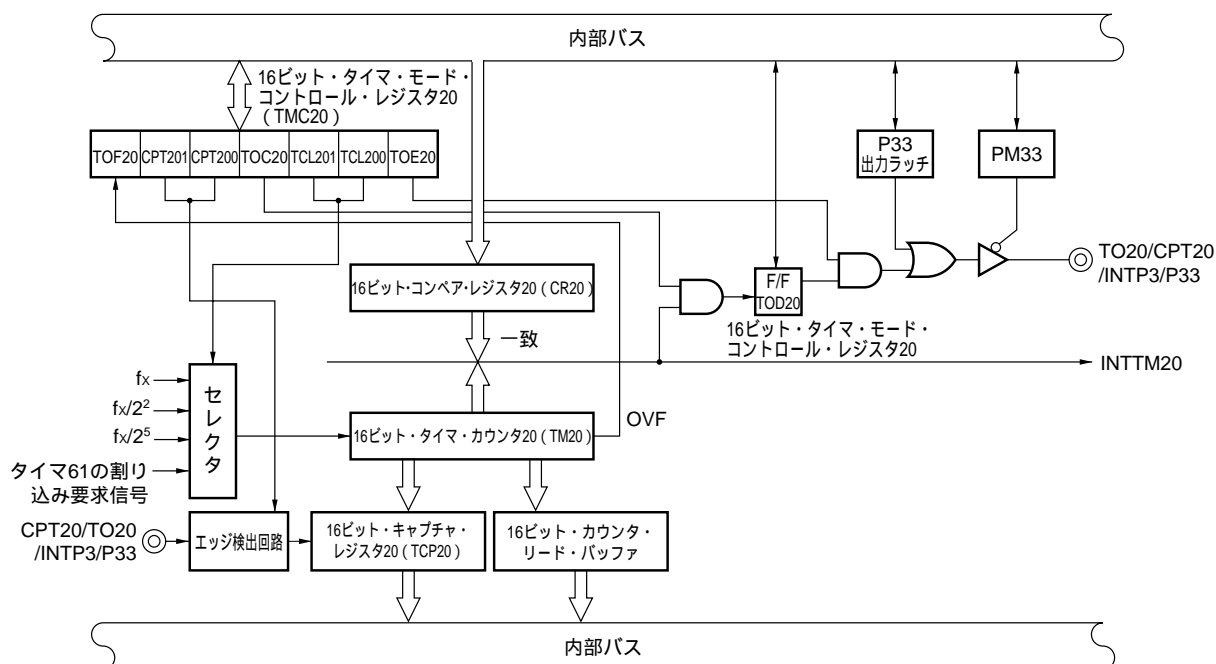 内部バス
16ビット・タイマ・モード・
コントロール・レジスタ20
(TMC20)
TOF20 CPT201 CPT200 TOC20 TCL201 TCL200 TOE20
P33
出力ラッチ
PM33
TO20/CPT20
/INTP3/P33
16ビット・コンペア・レジスタ20(CR20)
F/F
TOD20
16ビット・タイマ・モード・
コントロール・レジスタ20
一致
INTTM20
fX
fX/2²
fX/2⁵
タイマ61の割り
込み要求信号
セレクタ
16ビット・タイマ・カウンタ20(TM20)
OVF
CPT20/TO20
/INTP3/P33
エッジ検出回路
16ビット・キャプチャ・
レジスタ20(TCP20)
16ビット・カウンタ・
リード・バッファ
内部バス